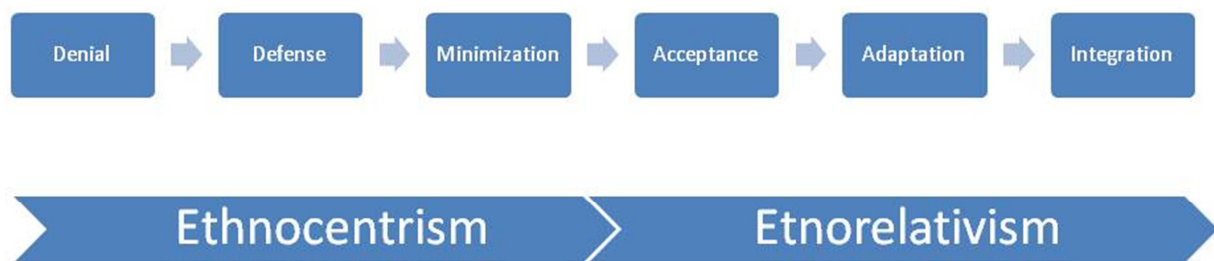 Denial Defense Minimization Acceptance Adaptation Integration
Ethnocentrism Etnorelativism